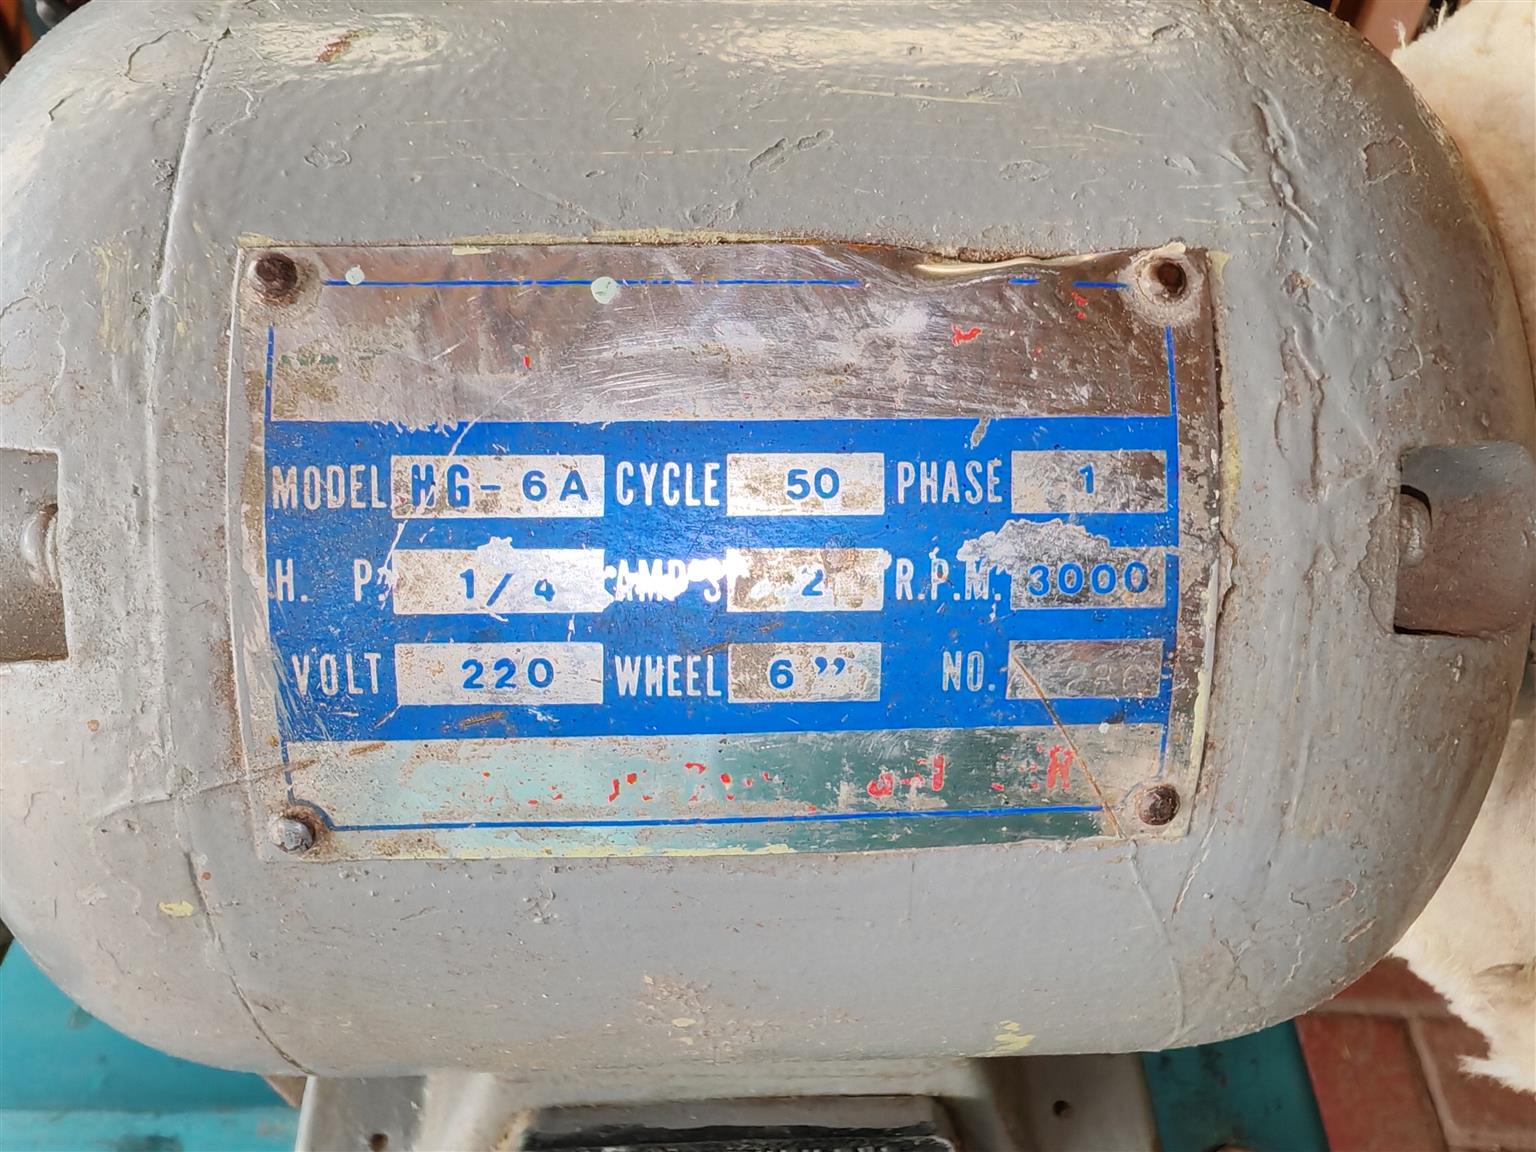 MODEL HG-6A CYCLE 50 PHASE 1
H. P. 1/4 AMP'S 2 R.P.M. 3000
VOLT 220 WHEEL 6” NO.